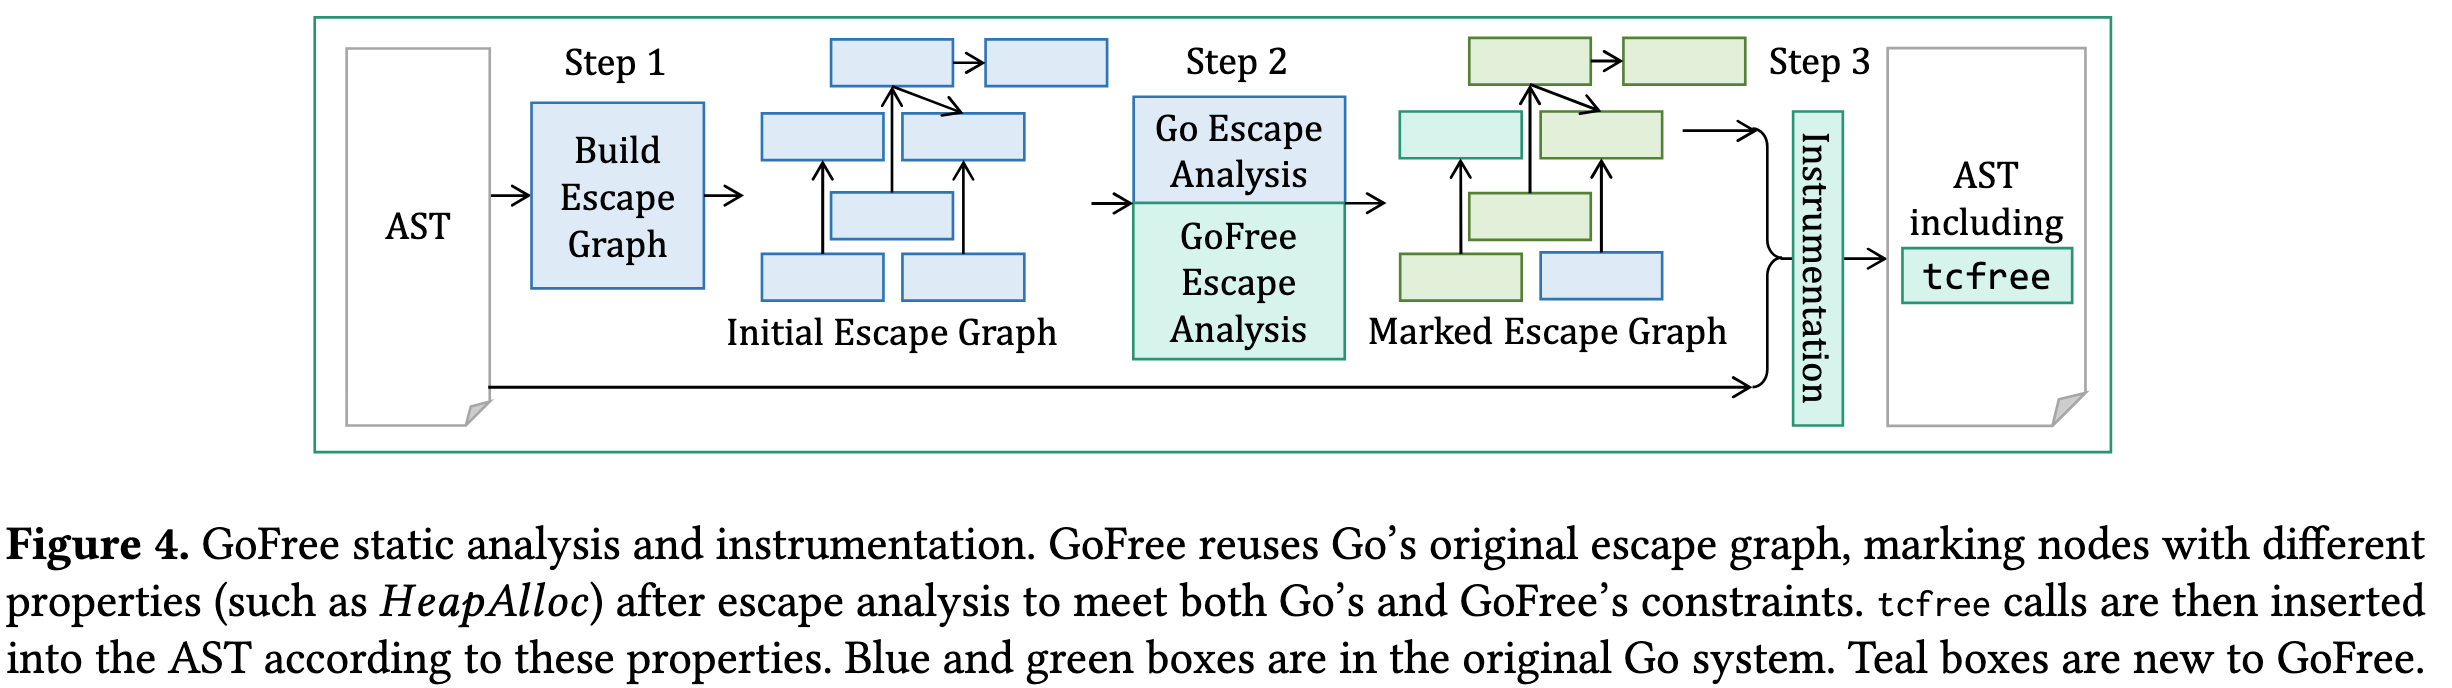 AST
Step 1
Build
Escape
Graph
Initial Escape Graph
Step 2
Go Escape
Analysis
GoFree
Escape
Analysis
Marked Escape Graph
Step 3
Instrumentation
AST
including
tcfree
Figure 4. GoFree static analysis and instrumentation. GoFree reuses Go’s original escape graph, marking nodes with different
properties (such as HeapAlloc) after escape analysis to meet both Go’s and GoFree’s constraints. tcfree calls are then inserted
into the AST according to these properties. Blue and green boxes are in the original Go system. Teal boxes are new to GoFree.